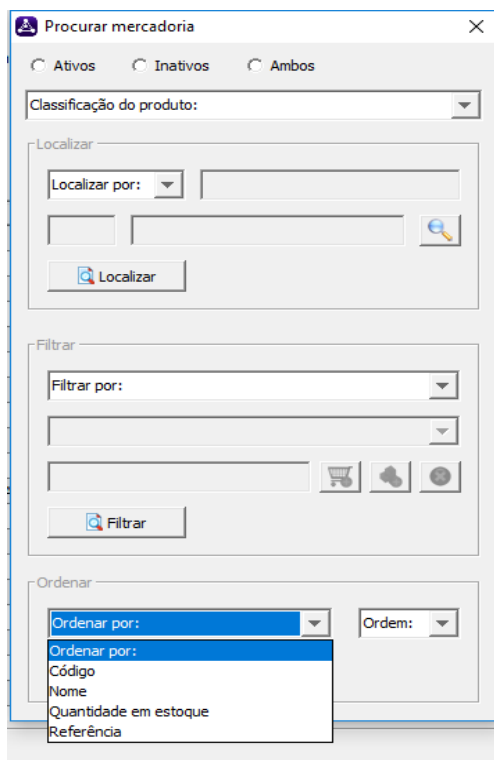 Procurar mercadoria
Ativos Inativos Ambos
Classificação do produto:
Localizar
Localizar por:
Localizar
Filtrar
Filtrar por:
Filtrar
Ordenar
Ordenar por: Ordem:
Ordenar por:
Código
Nome
Quantidade em estoque
Referência